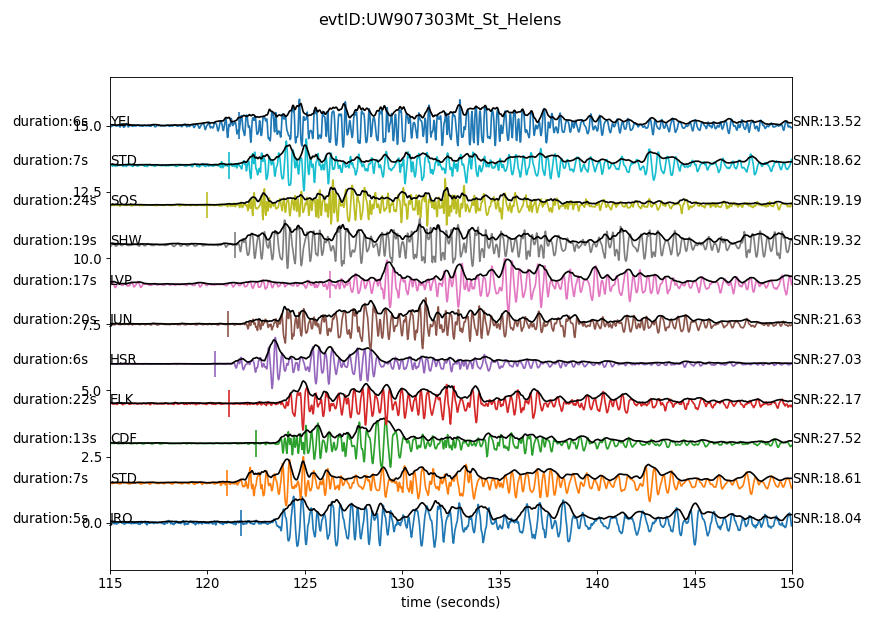 evtID:UW907303Mt_St_Helens
duration:6s YEL SNR:13.52
15.0
duration:7s STD SNR:18.62
12.5
duration:24s SOS SNR:19.19
duration:19s SHW SNR:19.32
10.0
duration:17s LVP SNR:13.25
duration:20s JUN SNR:21.63
7.5
duration:6s HSR SNR:27.03
5.0
duration:22s ELK SNR:22.17
duration:13s CDF SNR:27.52
2.5
duration:7s STD SNR:18.61
duration:5s JRO SNR:18.04
0.0
115 120 125 130 135 140 145 150
time (seconds)